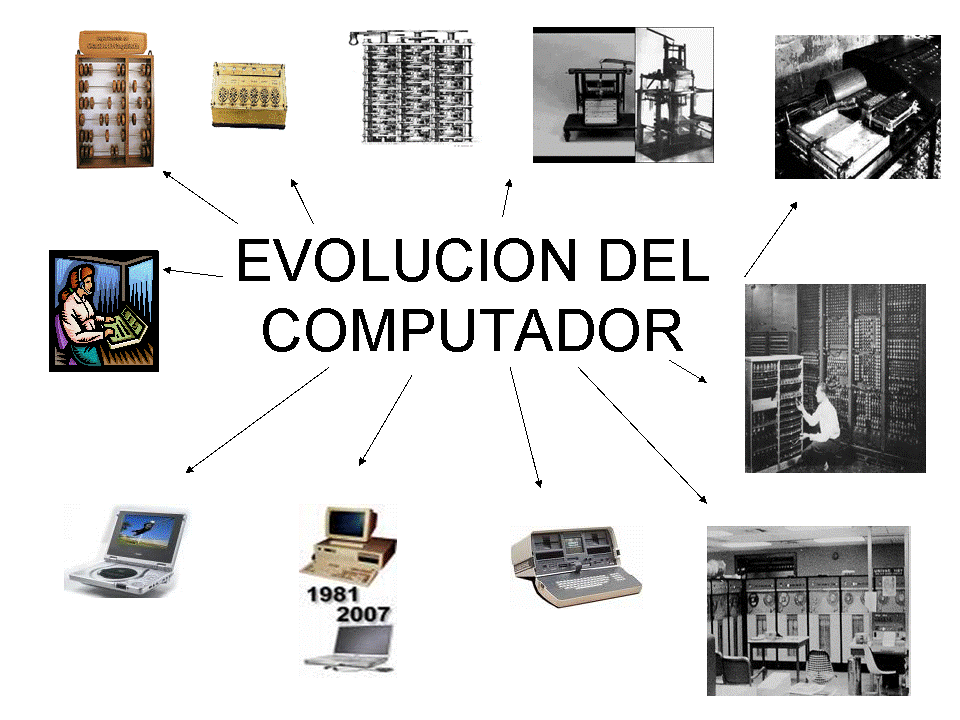 EVOLUCION DEL
COMPUTADOR
1981
2007